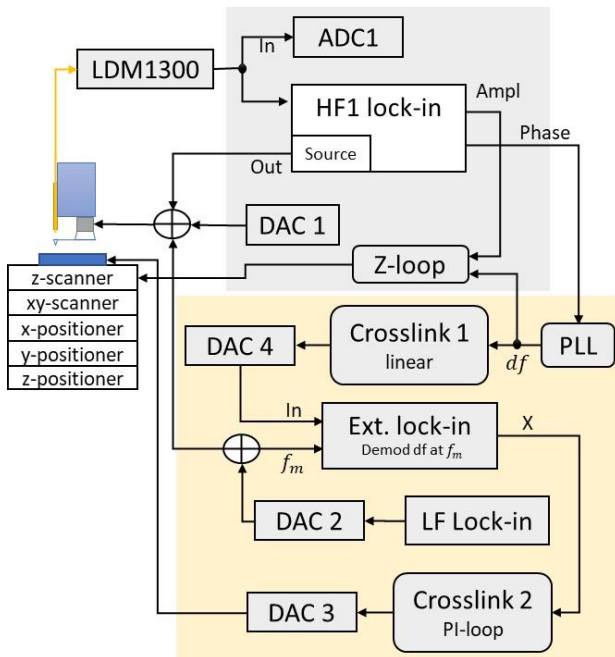 In
ADC1
LDM1300
HF1 lock-in
Ampl
Phase
Source
Out
DAC 1
Z-loop
z-scanner
xy-scanner
x-positioner
y-positioner
z-positioner
DAC 4
Crosslink 1
linear
df
PLL
In
Ext. lock-in
Demod df at fₘ
X
fₘ
DAC 2
LF Lock-in
DAC 3
Crosslink 2
PI-loop